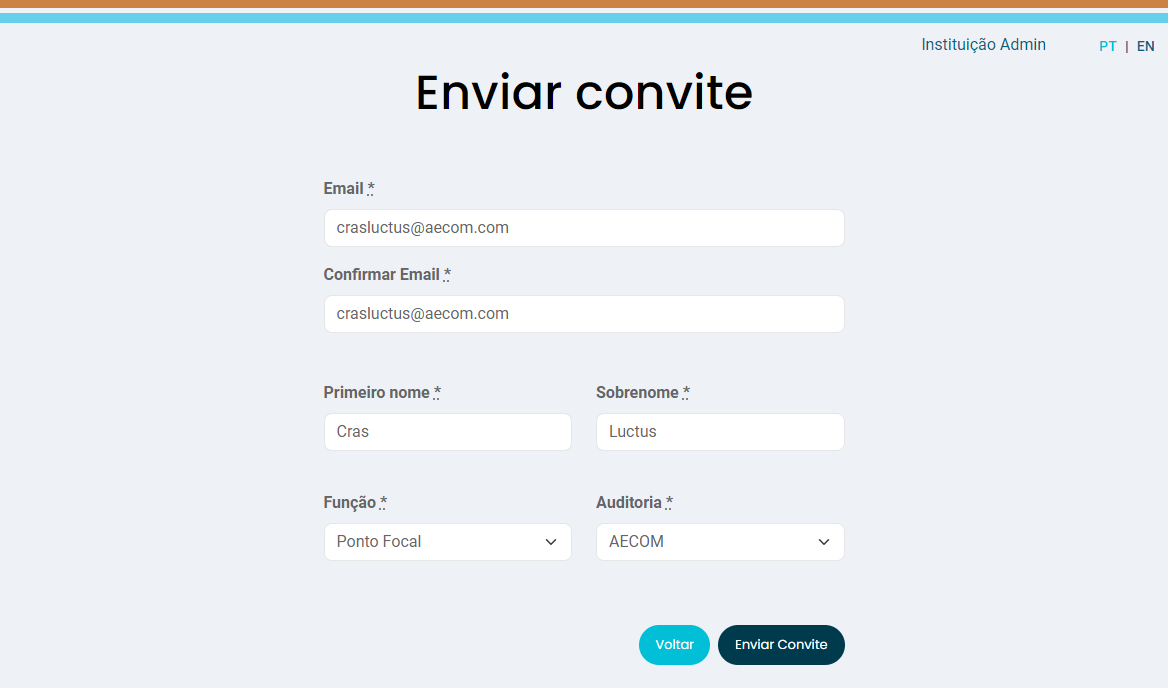 Instituição Admin PT | EN
Enviar convite
Email *
crasluctus@aecom.com
Confirmar Email *
crasluctus@aecom.com
Primeiro nome * Sobrenome *
Cras Luctus
Função * Auditoria *
Ponto Focal AECOM
Voltar Enviar Convite